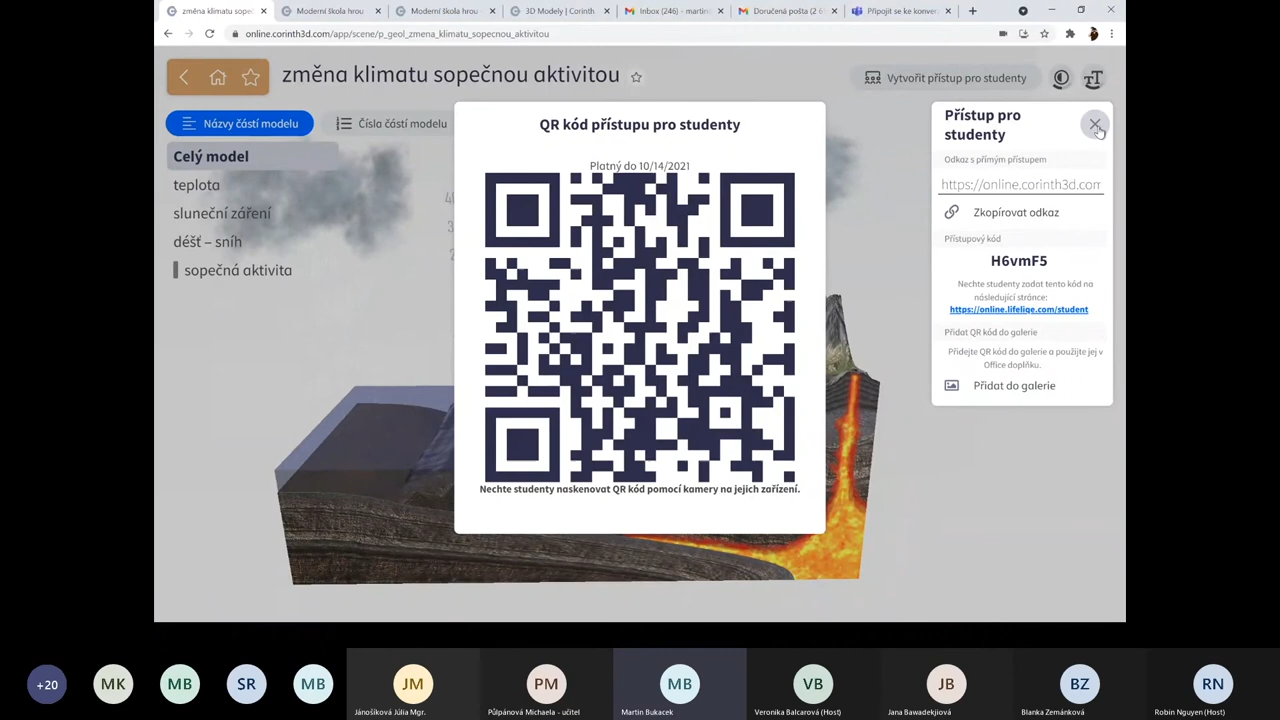 změna klimatu sopec
Moderní škola hrou
Moderní škola hrou
3D Modely | Corinth
Inbox (246) - martin
Doručená pošta (2 6
Připojit se ke konver
online.corinth3d.com/app/scene/p_geol_zmena_klimatu_sopecnou_aktivitou
změna klimatu sopečnou aktivitou
Vytvořit přístup pro studenty
Názvy částí modelu
Čísla částí modelu
Celý model
teplota
sluneční záření
déšť – sníh
sopečná aktivita
QR kód přístupu pro studenty
Platný do 10/14/2021
Nechte studenty naskenovat QR kód pomocí kamery na jejich zařízení.
Přístup pro
studenty
Odkaz s přímým přístupem
https://online.corinth3d.com
Zkopírovat odkaz
Přístupový kód
H6vmF5
Nechte studenty zadat tento kód na
následující stránce:
https://online.lifeliqe.com/student
Přidat QR kód do galerie
Přidejte QR kód do galerie a použijte jej v
Office doplňku.
Přidat do galerie
+20
MK
MB
SR
MB
JM
PM
MB
VB
JB
BZ
RN
Jánošíková Júlia Mgr.
Půlpánová Michaela - učitel
Martin Bukacek
Veronika Balcarová (Host)
Jana Bawadekjiová
Blanka Zemánková
Robin Nguyen (Host)